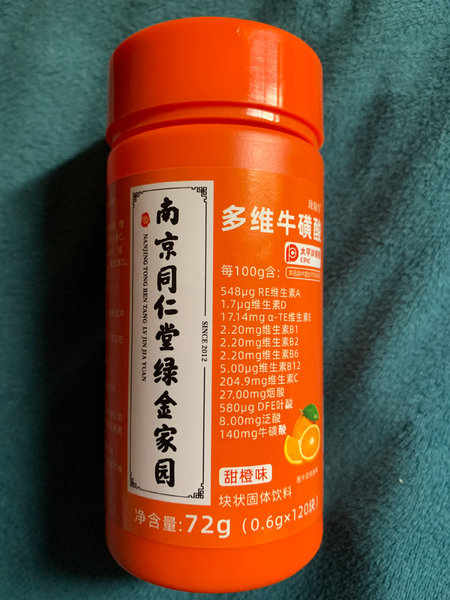 南京同仁堂绿金家园
NANJING TONG REN TANG LV JIN JIA YUAN
SINCE 2012
多维牛磺酸
太平洋保险
CPIC
每100g含:
548μg RE维生素A
1.7μg维生素D
17.14mg α-TE维生素E
2.20mg维生素B1
2.20mg维生素B2
2.20mg维生素B6
5.00μg维生素B12
204.9mg维生素C
27.00mg烟酸
580μg DFE叶酸
8.00mg泛酸
140mg牛磺酸
甜橙味
块状固体饮料
净含量:72g(0.6g×120块)